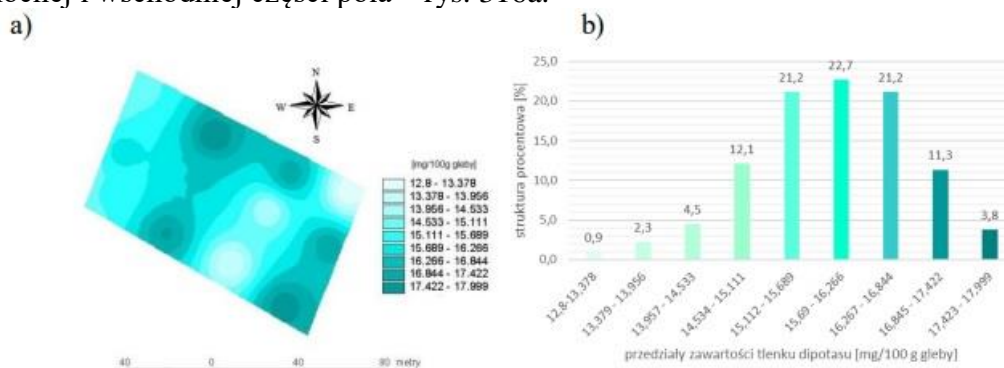 nocnej i wschodniej części pola – rys. 310a.
a)
b)
N
W
E
S
[mg/100g gleby]
12.8 - 13.378
13.378 - 13.956
13.956 - 14.533
14.533 - 15.111
15.111 - 15.689
15.689 - 16.266
16.266 - 16.844
16.844 - 17.422
17.422 - 17.999
40 0 40 80 metry
struktura procentowa [%]
25,0
20,0
15,0
10,0
5,0
0,0
0,9
2,3
4,5
12,1
21,2
22,7
21,2
11,3
3,8
12,8-13,378
13,379 - 13,956
13,957 - 14,533
14,534 - 15,111
15,112 - 15,689
15,69 - 16,266
16,267 - 16,844
16,845 - 17,422
17,423 - 17,999
przedziały zawartości tlenku dipotasu [mg/100 g gleby]